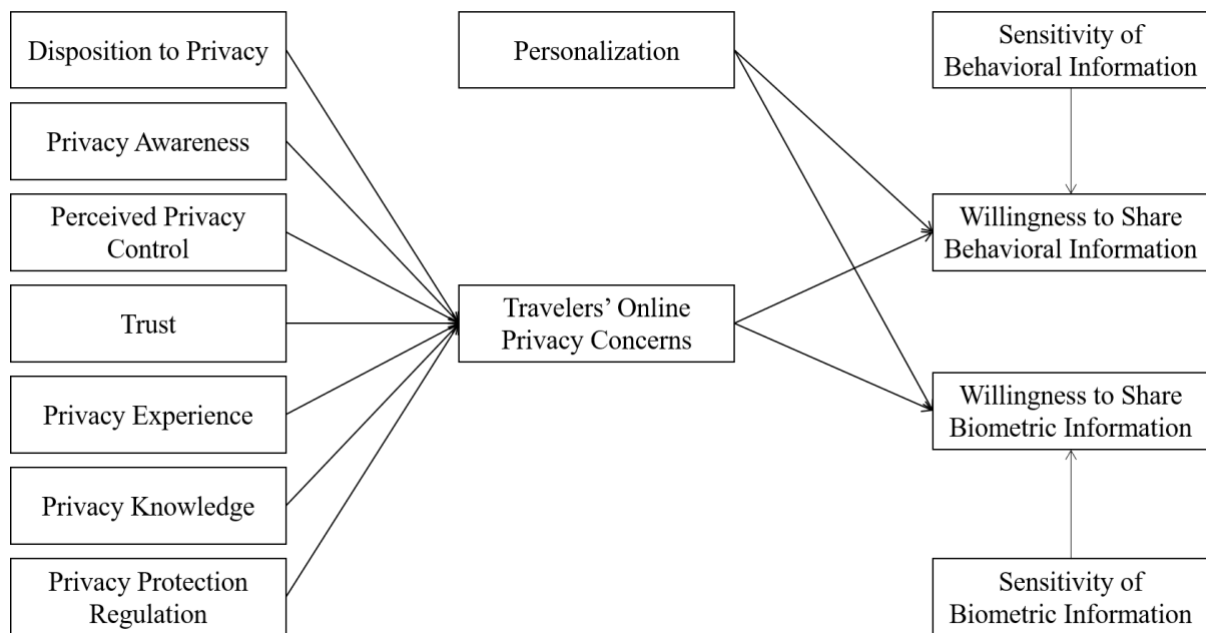 Disposition to Privacy
Privacy Awareness
Perceived Privacy
Control
Trust
Privacy Experience
Privacy Knowledge
Privacy Protection
Regulation
Personalization
Travelers’ Online
Privacy Concerns
Sensitivity of
Behavioral Information
Willingness to Share
Behavioral Information
Willingness to Share
Biometric Information
Sensitivity of
Biometric Information